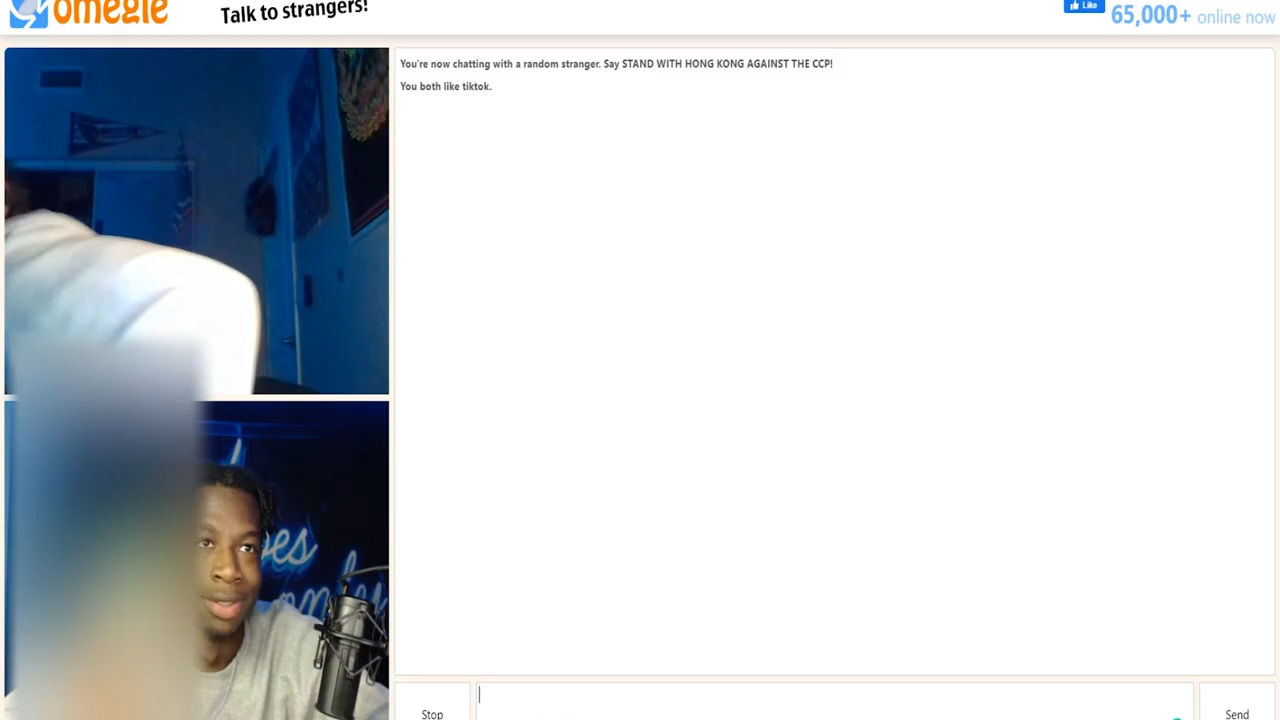 omegle
Talk to strangers!
Like
65,000+ online now
You're now chatting with a random stranger. Say STAND WITH HONG KONG AGAINST THE CCP!
You both like tiktok.
Stop
Send